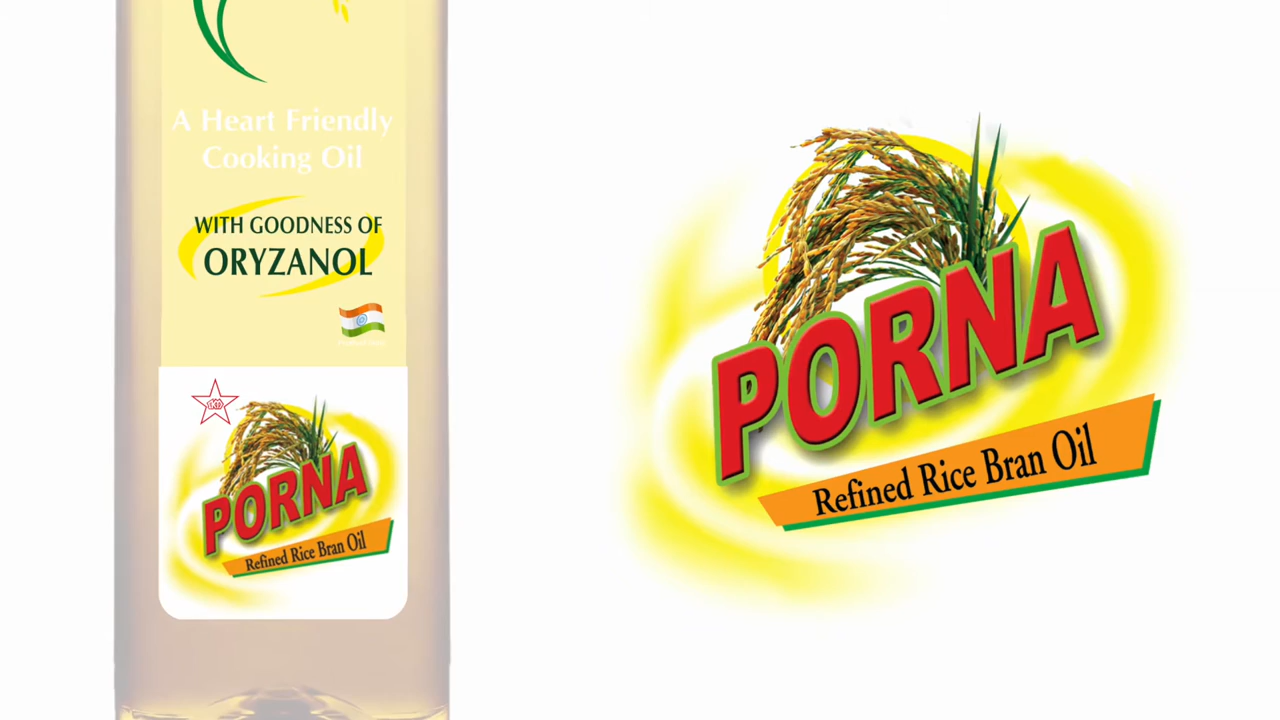 A Heart Friendly
Cooking Oil
WITH GOODNESS OF
ORYZANOL
PORNA
Refined Rice Bran Oil
PORNA
Refined Rice Bran Oil